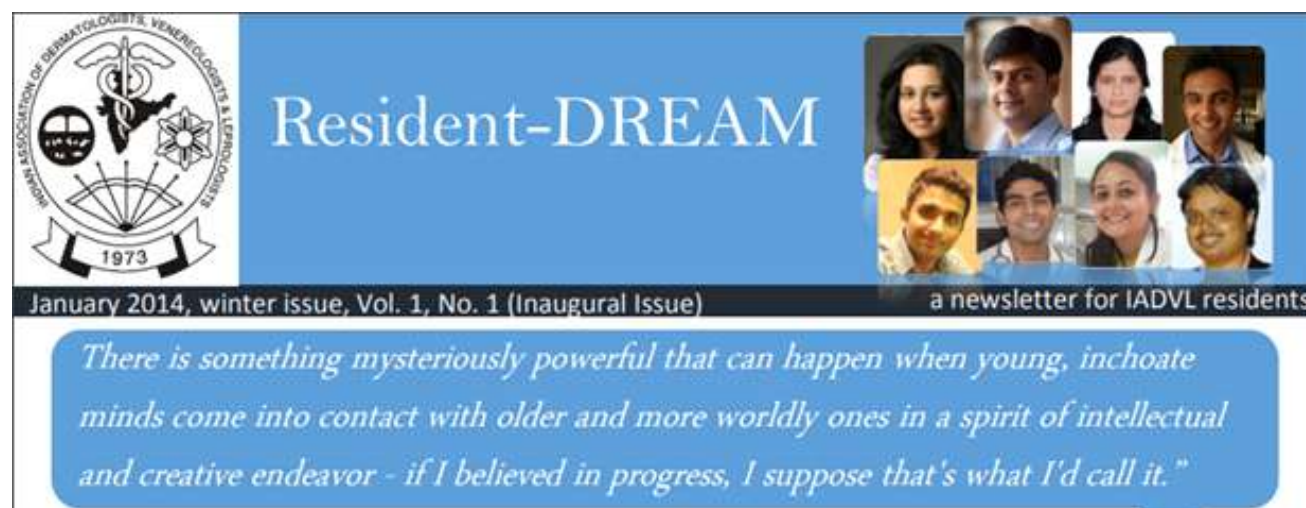 INDIAN ASSOCIATION OF DERMATOLOGISTS, VENEREOLOGISTS & LEPROLOGISTS
1973
Resident-DREAM
January 2014, winter issue, Vol. 1, No. 1 (Inaugural Issue)
a newsletter for IADVL residents
There is something mysteriously powerful that can happen when young, inchoate
minds come into contact with older and more worldly ones in a spirit of intellectual
and creative endeavor - if I believed in progress, I suppose that's what I'd call it.”